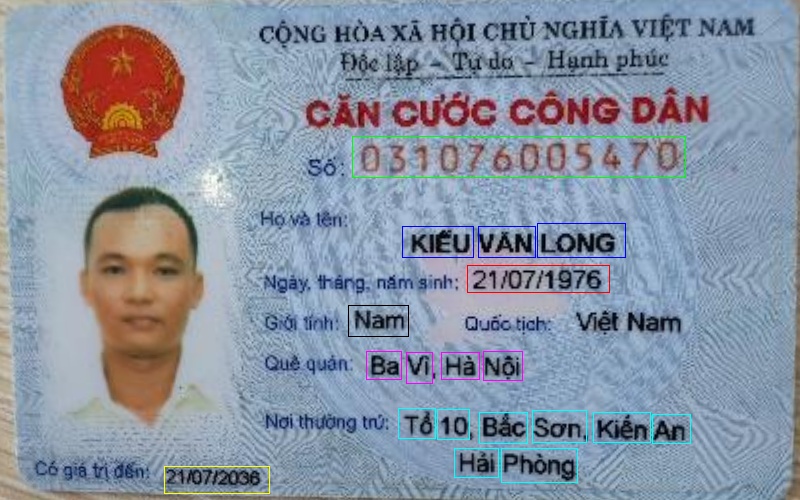 CỘNG HÒA XÃ HỘI CHỦ NGHĨA VIỆT NAM
Độc lập – Tự do – Hạnh phúc
CĂN CƯỚC CÔNG DÂN
Số: 031076005470
Họ và tên:
KIỀU VĂN LONG
Ngày, tháng, năm sinh: 21/07/1976
Giới tính: Nam Quốc tịch: Việt Nam
Quê quán: Ba Vì, Hà Nội
Nơi thường trú: Tổ 10, Bắc Sơn, Kiến An
Hải Phòng
Có giá trị đến: 21/07/2036